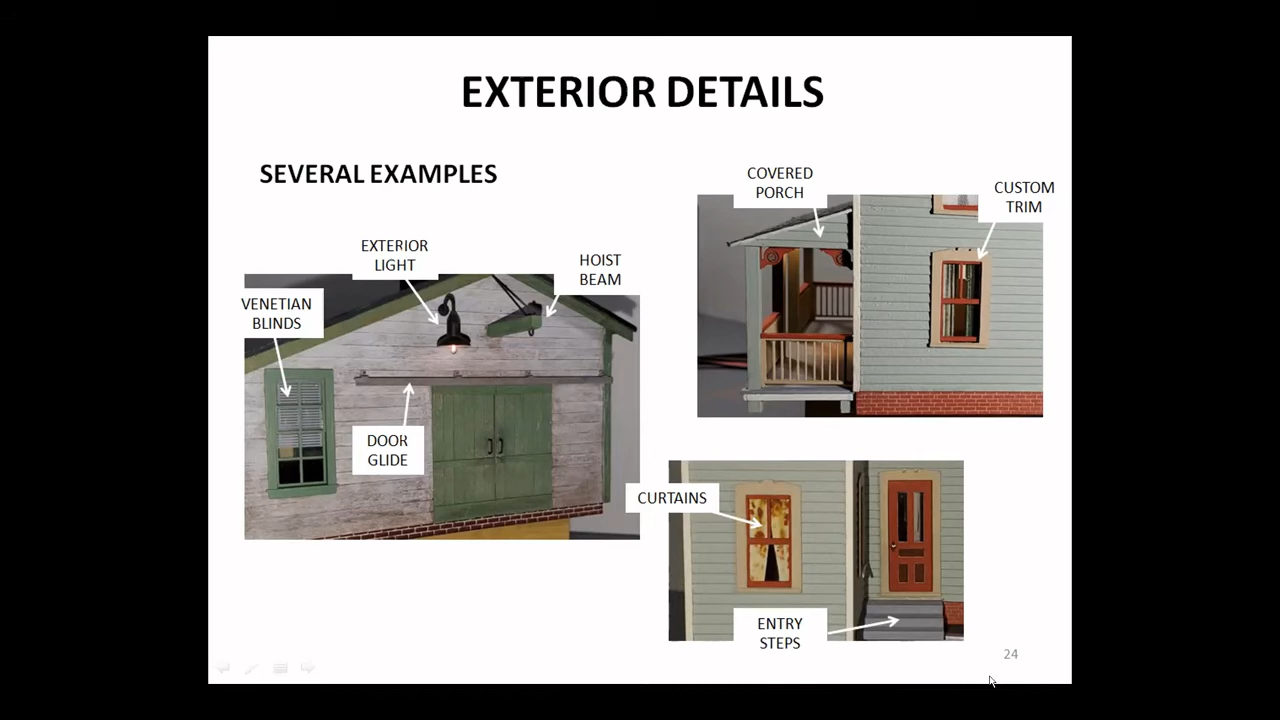 EXTERIOR DETAILS
SEVERAL EXAMPLES
EXTERIOR
LIGHT
HOIST
BEAM
VENETIAN
BLINDS
DOOR
GLIDE
COVERED
PORCH
CUSTOM
TRIM
CURTAINS
ENTRY
STEPS
24